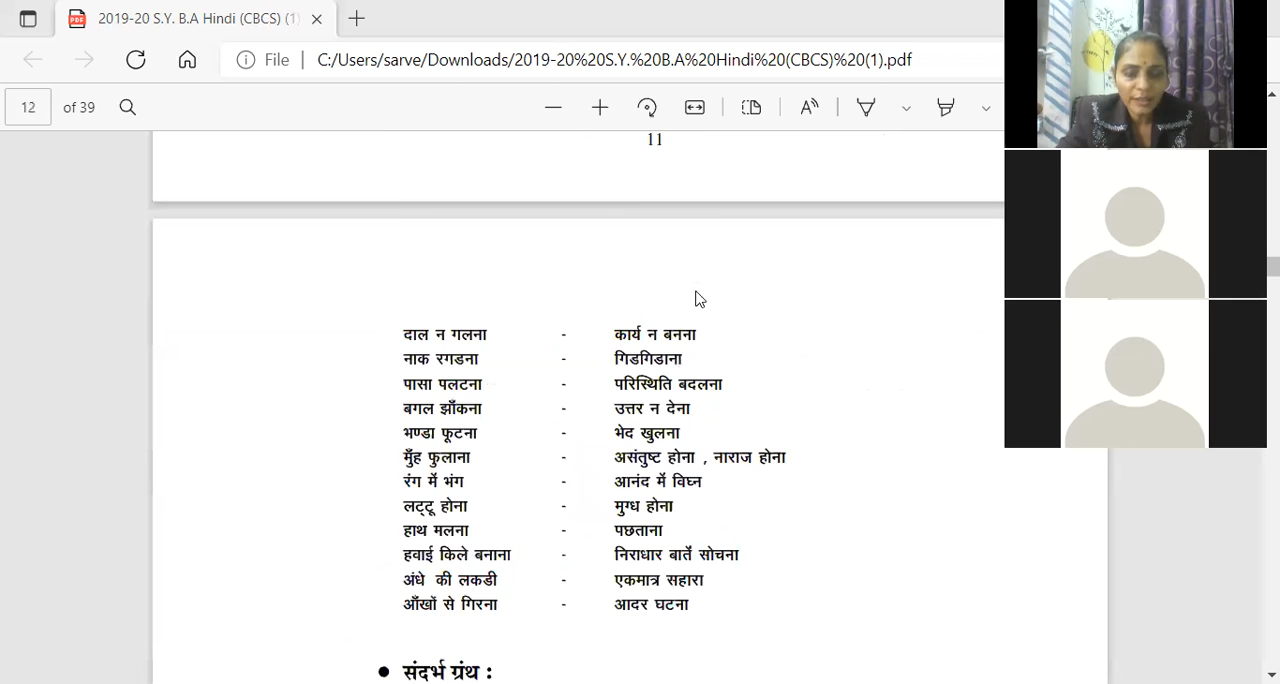 2019-20 S.Y. B.A Hindi (CBCS) (1)
File | C:/Users/sarve/Downloads/2019-20%20S.Y.%20B.A%20Hindi%20(CBCS)%20(1).pdf
12 of 39
11
दाल न गलना - कार्य न बनना
नाक रगडना - गिडगिडाना
पासा पलटना - परिस्थिति बदलना
बगल झाँकना - उत्तर न देना
भण्डा फूटना - भेद खुलना
मुँह फुलाना - असंतुष्ट होना , नाराज होना
रंग में भंग - आनंद में विघ्न
लट्टू होना - मुग्ध होना
हाथ मलना - पछताना
हवाई किले बनाना - निराधार बातें सोचना
अंधे की लकडी - एकमात्र सहारा
आँखों से गिरना - आदर घटना
● संदर्भ ग्रंथ :